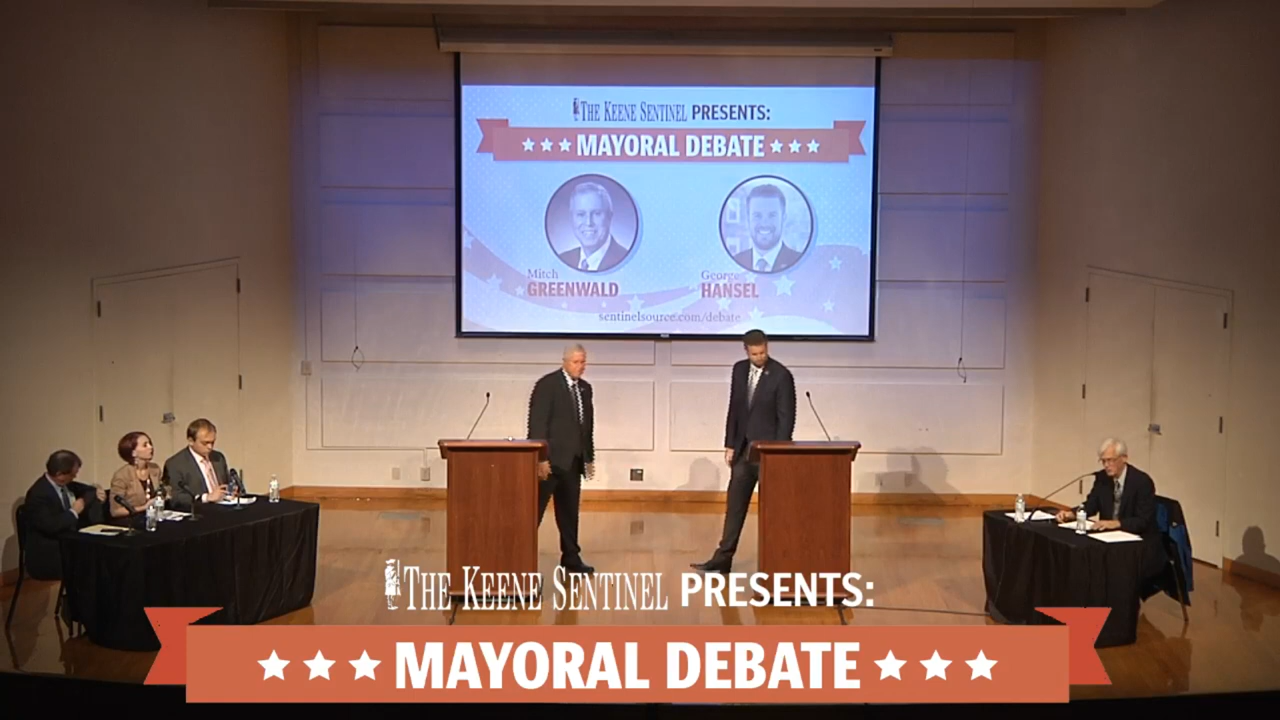 THE KEENE SENTINEL PRESENTS:
★★★ MAYORAL DEBATE ★★★
Mitch
GREENWALD
George
HANSEL
sentinelsource.com/debate
THE KEENE SENTINEL PRESENTS:
★★★ MAYORAL DEBATE ★★★